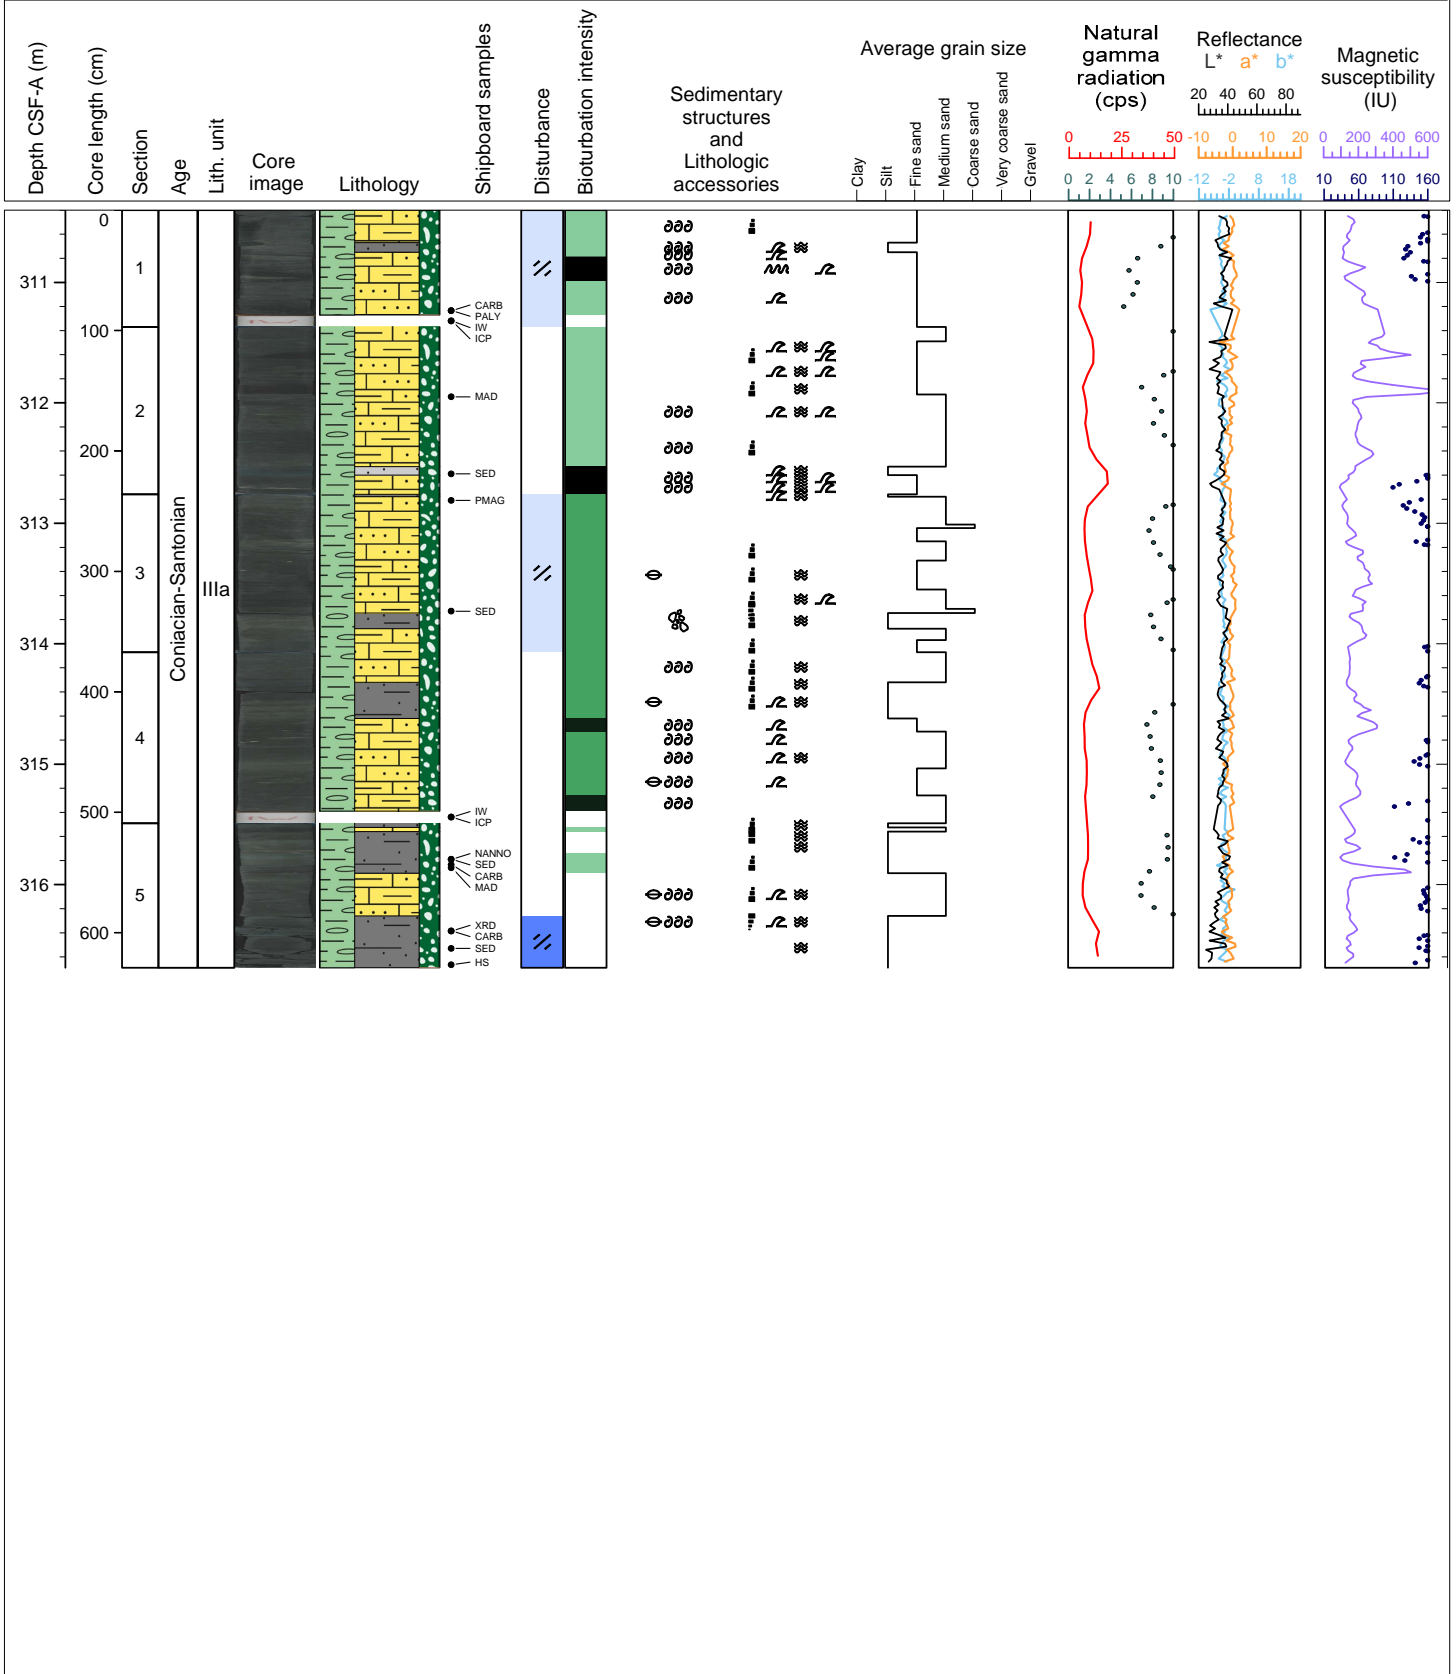 Depth CSF-A (m)
Core length (cm)
Section
Age
Lith. unit
Core
image
Lithology
Shipboard samples
Disturbance
Bioturbation intensity
Sedimentary
structures
and
Lithologic
accessories
Average grain size
Clay
Silt
Fine sand
Medium sand
Coarse sand
Very coarse sand
Gravel
Natural
gamma
radiation
(cps)
0 25 50
0 2 4 6 8 10
Reflectance
L* a* b*
20 40 60 80
-10 0 10 20
-12 -2 8 18
Magnetic
susceptibility
(IU)
0 200 400 600
10 60 110 160
311
312
313
314
315
316
0
100
200
300
400
500
600
1
2
3
4
5
Coniacian-Santonian
IIIa
CARB
PALY
IW
ICP
MAD
SED
PMAG
SED
IW
ICP
NANNO
SED
CARB
MAD
XRD
CARB
SED
HS